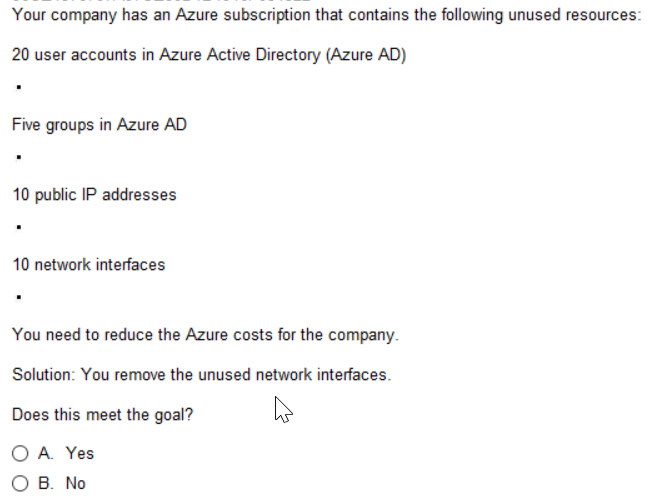 Your company has an Azure subscription that contains the following unused resources:
20 user accounts in Azure Active Directory (Azure AD)
▪
Five groups in Azure AD
▪
10 public IP addresses
▪
10 network interfaces
▪
You need to reduce the Azure costs for the company.
Solution: You remove the unused network interfaces.
Does this meet the goal?
A. Yes
B. No